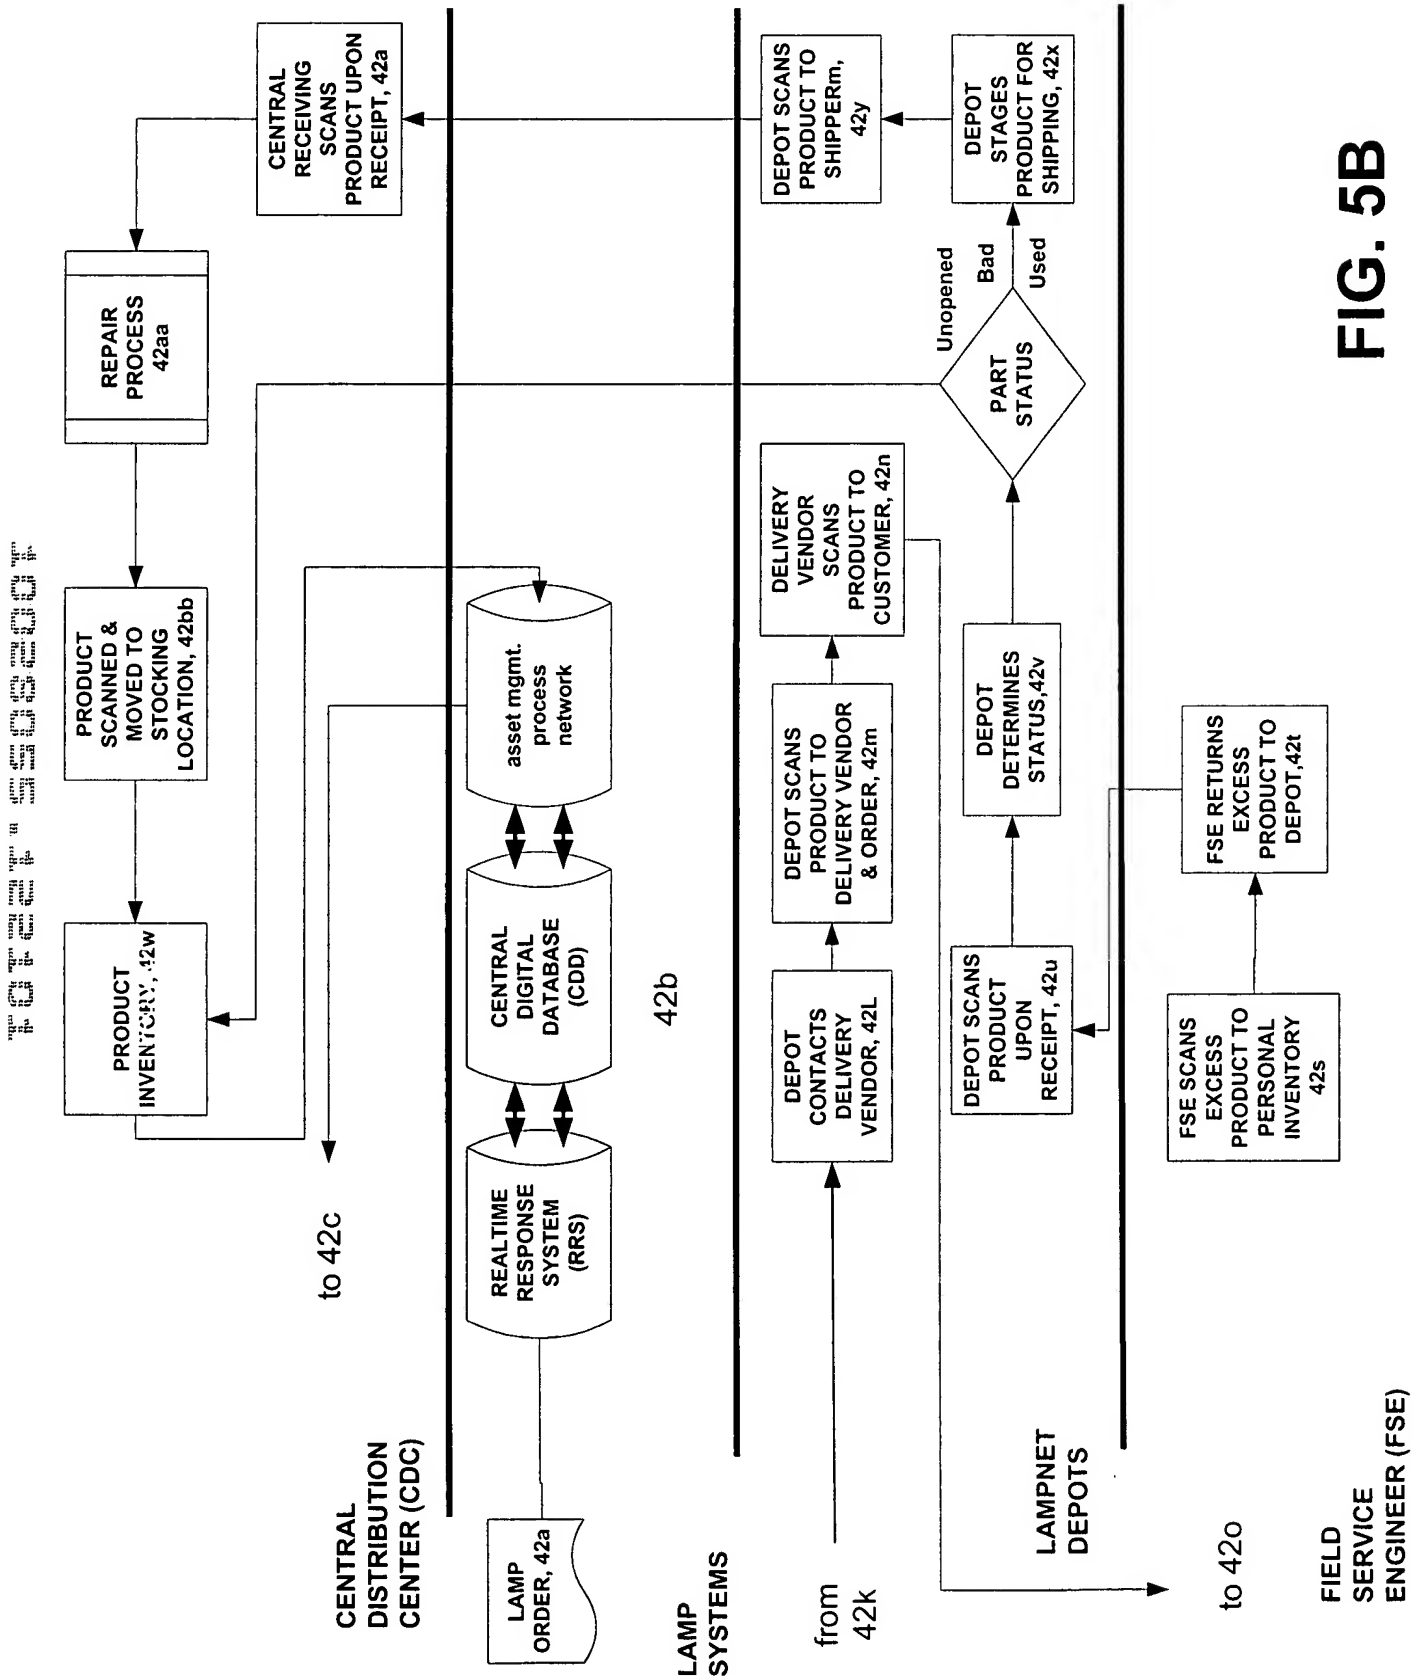 PRODUCT
INVENTORY, 42w
PRODUCT
SCANNED &
MOVED TO
STOCKING
LOCATION, 42bb
REPAIR
PROCESS
42aa
CENTRAL
RECEIVING
SCANS
PRODUCT UPON
RECEIPT, 42a
to 42c
CENTRAL
DISTRIBUTION
CENTER (CDC)
LAMP
ORDER, 42a
REALTIME
RESPONSE
SYSTEM
(RRS)
CENTRAL
DIGITAL
DATABASE
(CDD)
asset mgmt.
process
network
42b
LAMP
SYSTEMS
from
42k
DEPOT
CONTACTS
DELIVERY
VENDOR, 42L
DEPOT SCANS
PRODUCT TO
DELIVERY VENDOR
& ORDER, 42m
DELIVERY
VENDOR
SCANS
PRODUCT TO
CUSTOMER, 42n
DEPOT SCANS
PRODUCT TO
SHIPPERm,
42y
DEPOT SCANS
PRODUCT
UPON
RECEIPT, 42u
DEPOT
DETERMINES
STATUS,42v
PART
STATUS
Unopened
Bad
Used
DEPOT
STAGES
PRODUCT FOR
SHIPPING, 42x
LAMPNET
DEPOTS
FSE SCANS
EXCESS
PRODUCT TO
PERSONAL
INVENTORY
42s
FSE RETURNS
EXCESS
PRODUCT TO
DEPOT,42t
to 42o
FIELD
SERVICE
ENGINEER (FSE)
FIG. 5B